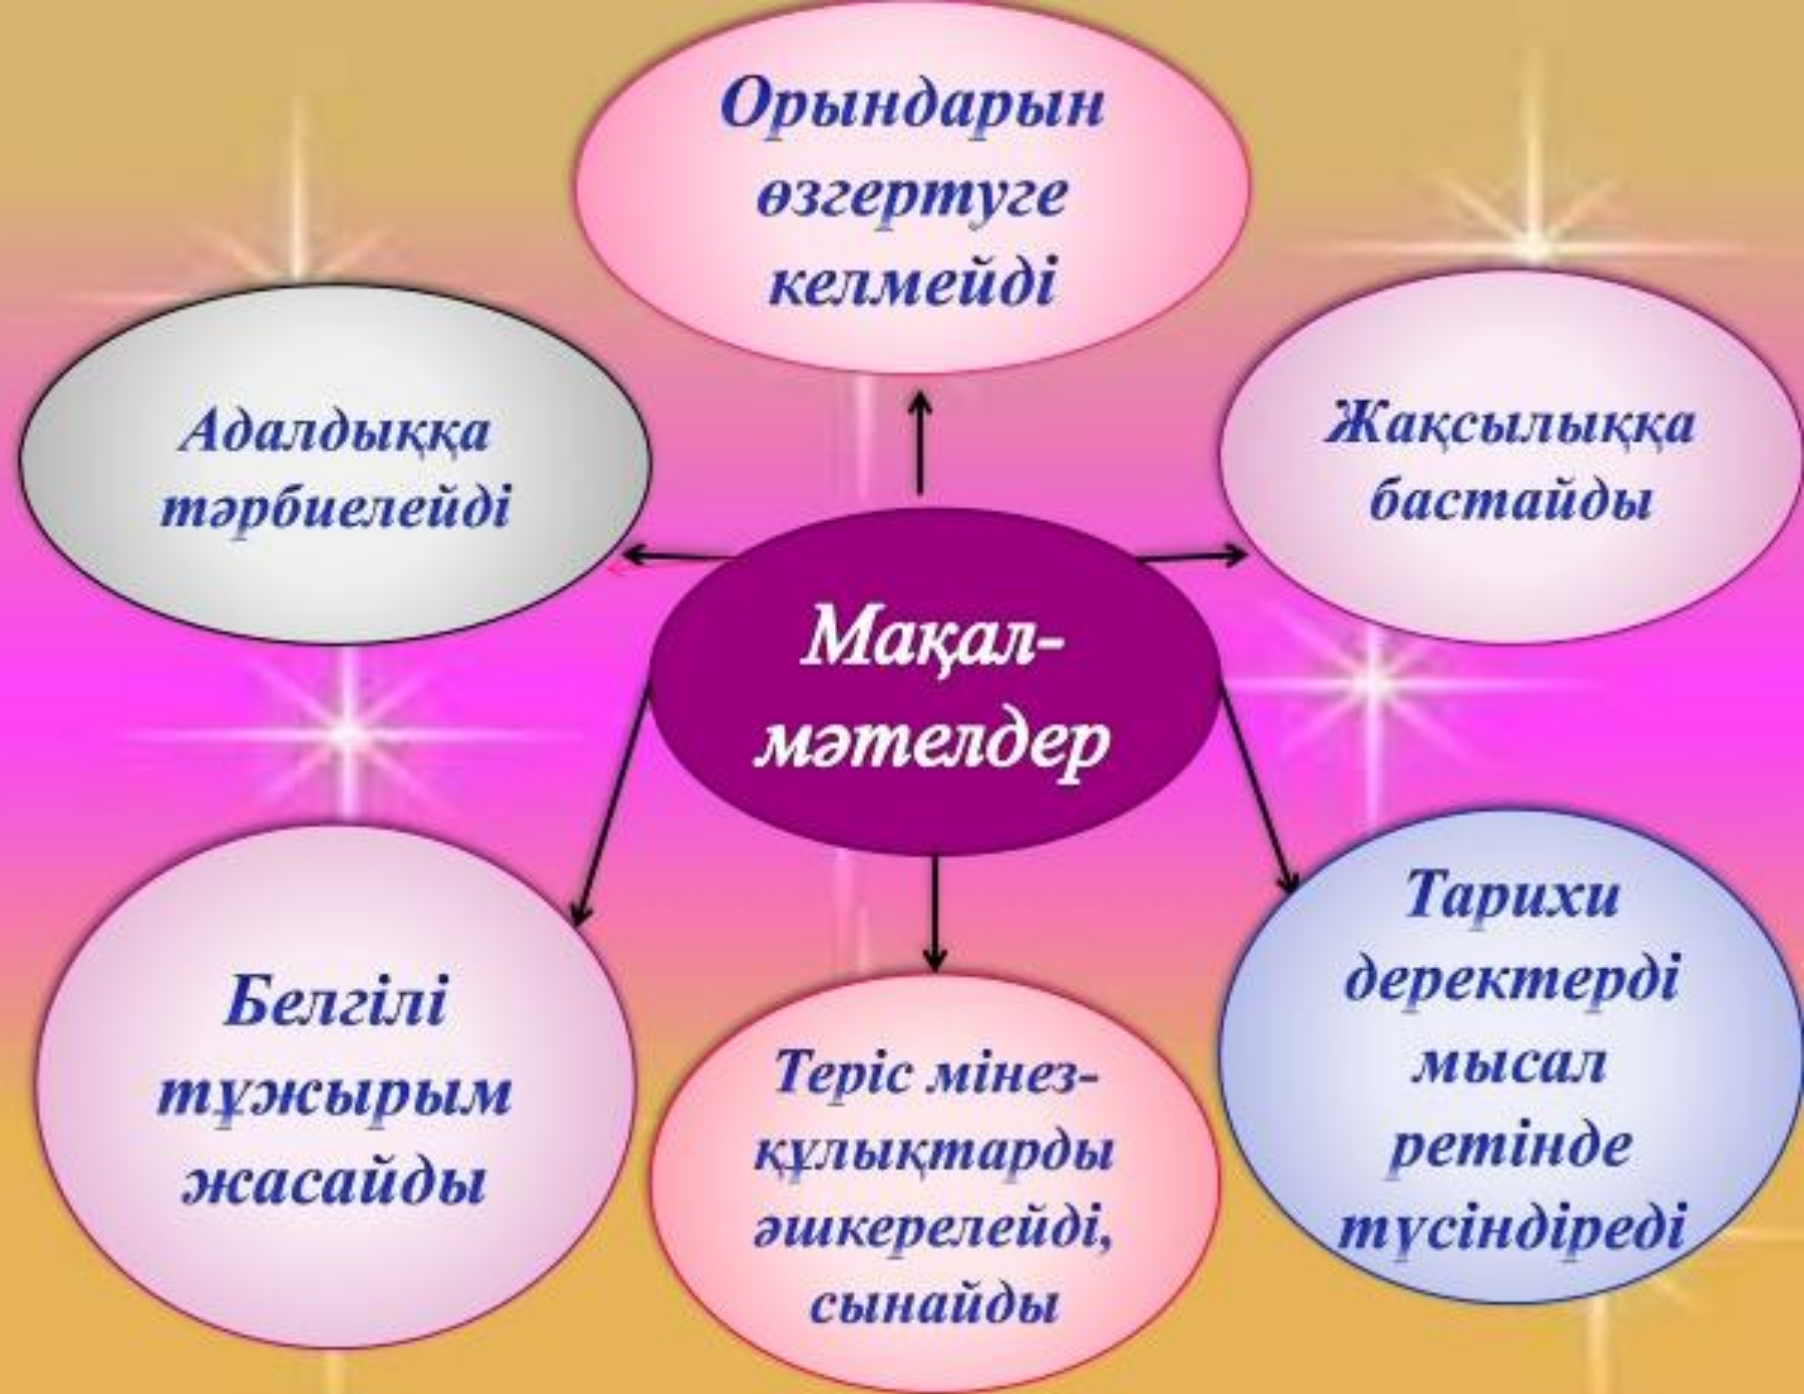 Орындарын
өзгертуге
келмейді
Адалдыққа
тәрбиелейді
Жақсылыққа
бастайды
Мақал-
мәтелдер
Белгілі
тұжырым
жасайды
Теріс мінез-
құлықтарды
әшкерелейді,
сынайды
Тарихи
деректерді
мысал
ретінде
түсіндіреді